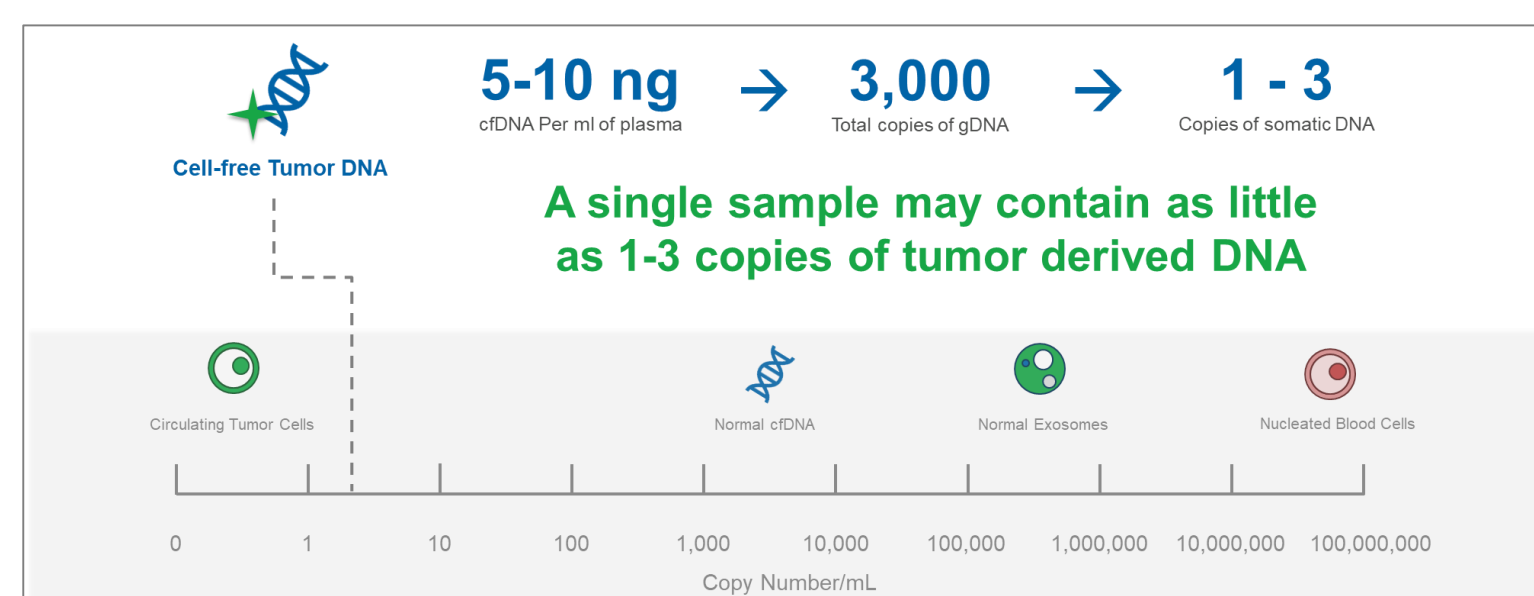 5-10 ng
cfDNA Per ml of plasma
3,000
Total copies of gDNA
1 - 3
Copies of somatic DNA
Cell-free Tumor DNA
A single sample may contain as little
as 1-3 copies of tumor derived DNA
Circulating Tumor Cells
Normal cfDNA
Normal Exosomes
Nucleated Blood Cells
0 1 10 100 1,000 10,000 100,000 1,000,000 10,000,000 100,000,000
Copy Number/mL